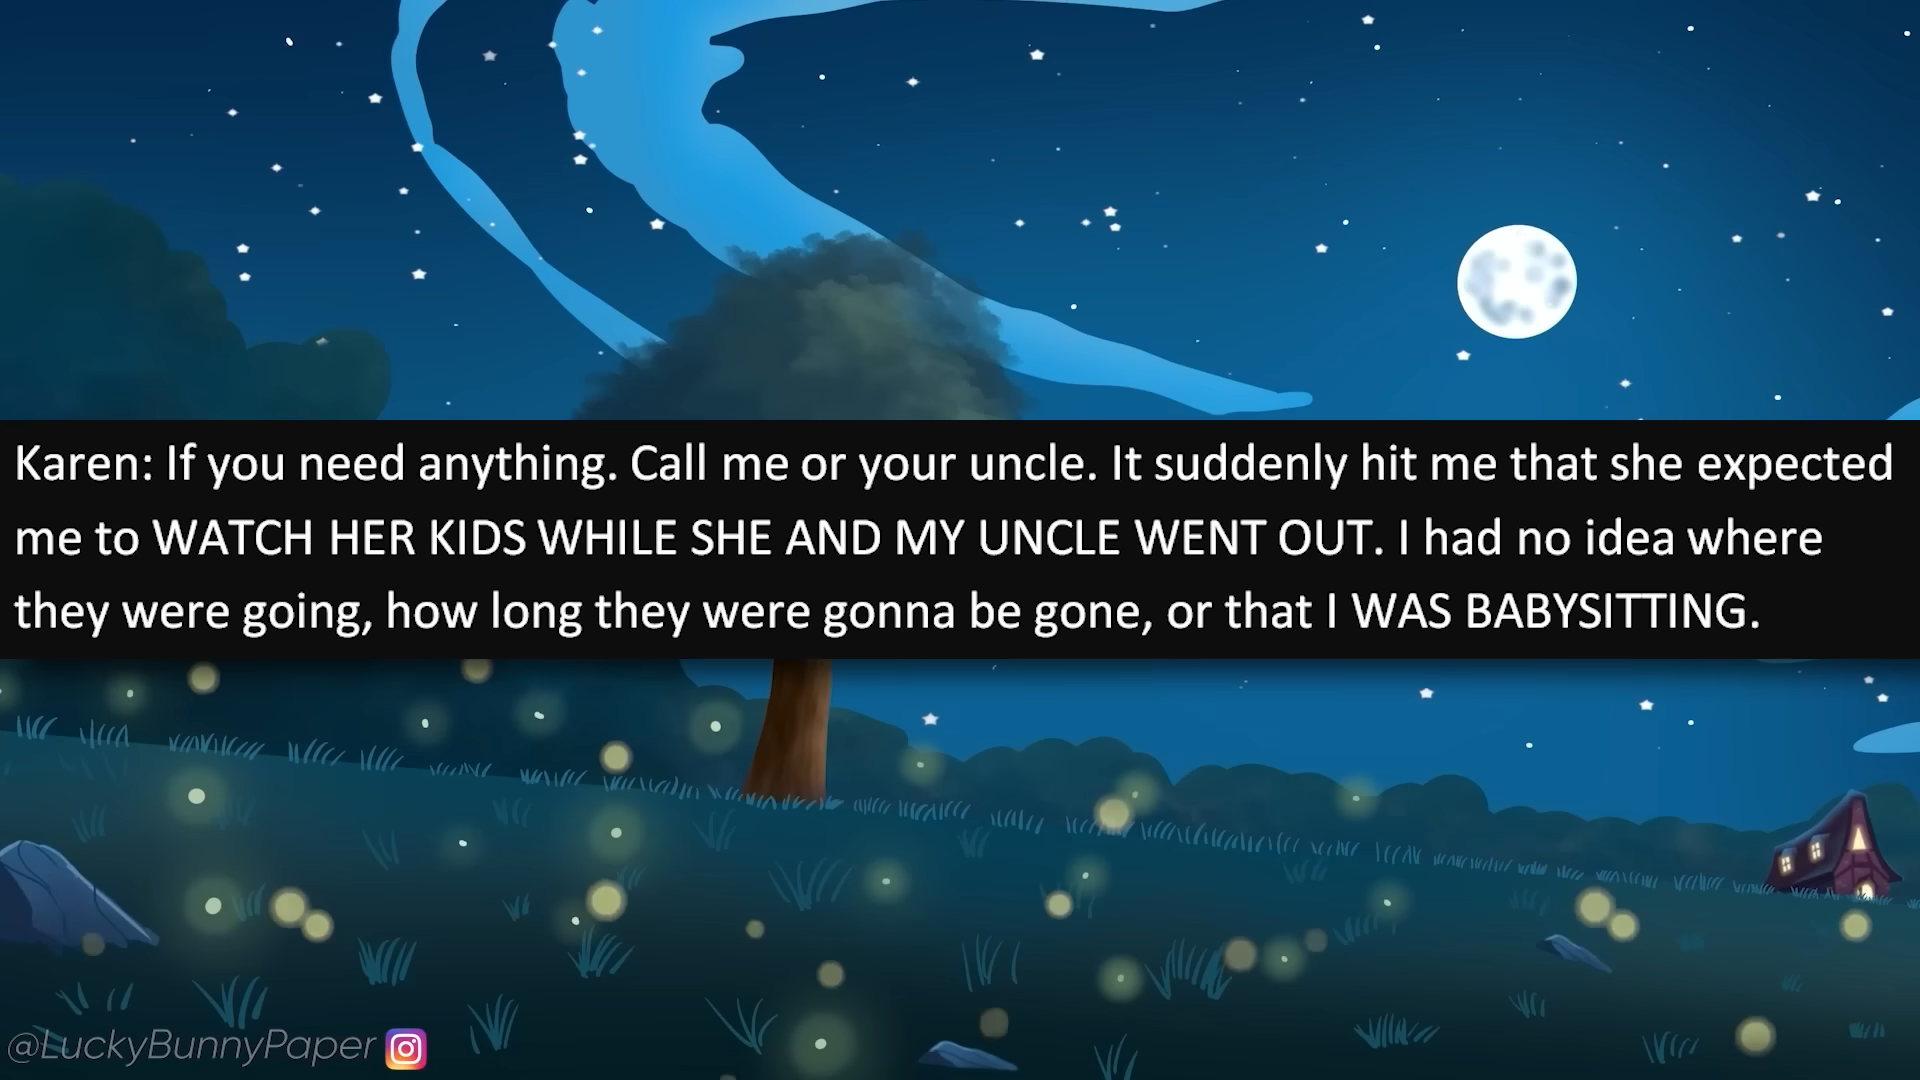 Karen: If you need anything. Call me or your uncle. It suddenly hit me that she expected
me to WATCH HER KIDS WHILE SHE AND MY UNCLE WENT OUT. I had no idea where
they were going, how long they were gonna be gone, or that I WAS BABYSITTING.
@LuckyBunnyPaper